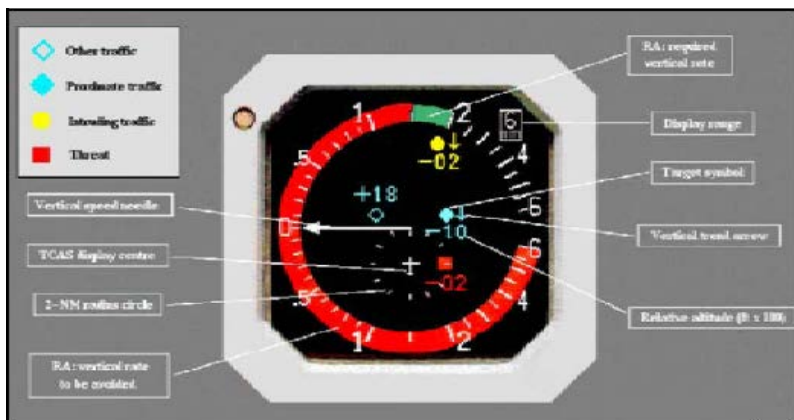 Other traffic
Proximate traffic
Intruding traffic
Threat
RA: required
vertical rate
Display range
Target symbol
Vertical trend arrow
Relative altitude (ft x 100)
Vertical speed needle
TCAS display centre
2-NM radius circle
RA: vertical rate
to be avoided
1
2
6
.5
4
-02
+18
6
0
-10
6
-02
.5
4
1
2